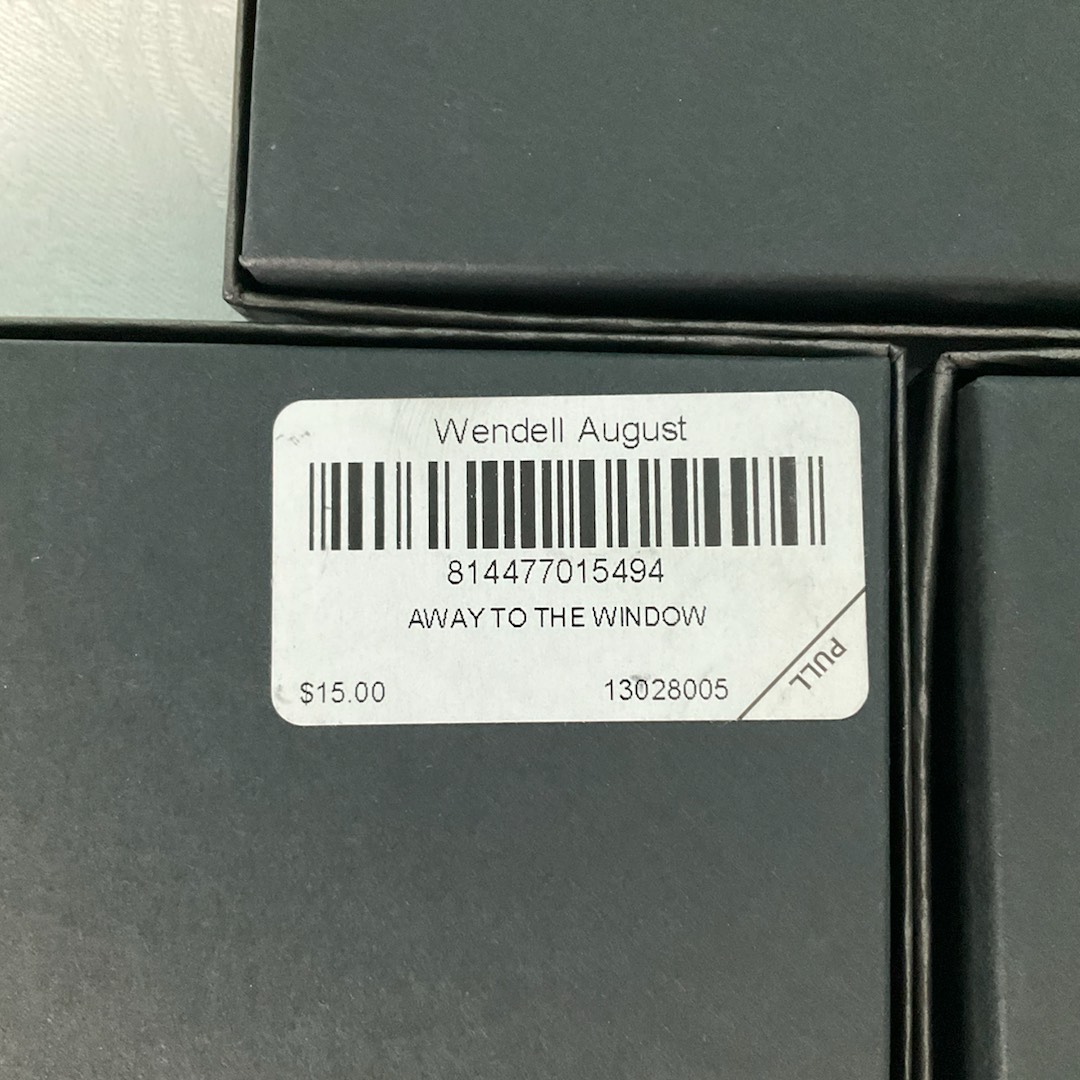 Wendell August
814477015494
AWAY TO THE WINDOW
$15.00 13028005
PULL